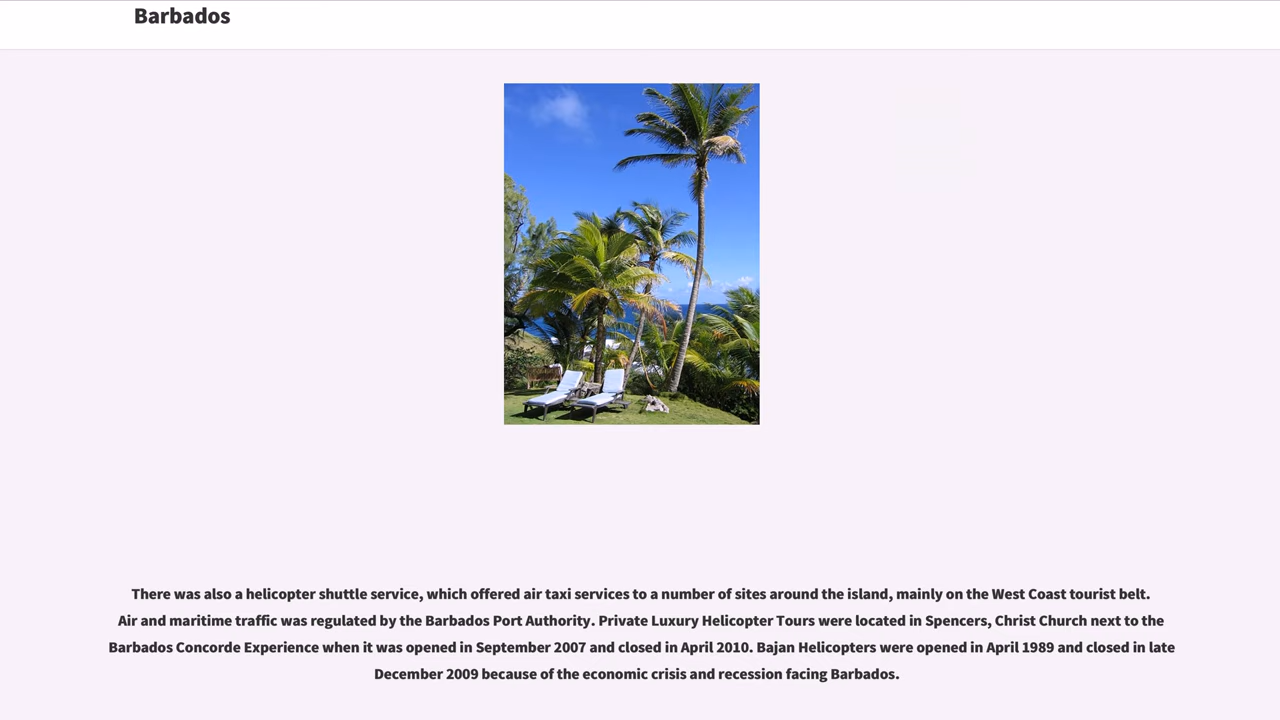 Barbados
There was also a helicopter shuttle service, which offered air taxi services to a number of sites around the island, mainly on the West Coast tourist belt.
Air and maritime traffic was regulated by the Barbados Port Authority. Private Luxury Helicopter Tours were located in Spencers, Christ Church next to the
Barbados Concorde Experience when it was opened in September 2007 and closed in April 2010. Bajan Helicopters were opened in April 1989 and closed in late
December 2009 because of the economic crisis and recession facing Barbados.